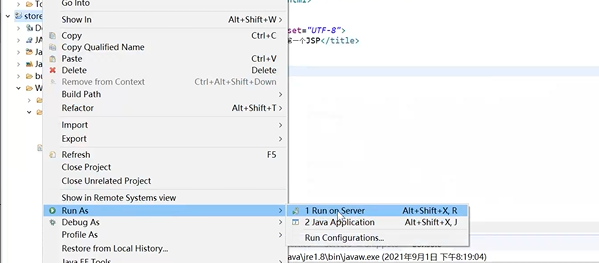 Go Into
Show In Alt+Shift+W >
Copy Ctrl+C
Copy Qualified Name
Paste Ctrl+V
Delete Delete
Remove from Context Ctrl+Alt+Shift+Down
Build Path >
Refactor Alt+Shift+T >
Import >
Export >
Refresh F5
Close Project
Close Unrelated Project
Show in Remote Systems view
Run As >
Debug As >
Profile As >
Restore from Local History...
Java EE Tools >
1 Run on Server Alt+Shift+X, R
2 Java Application Alt+Shift+X, J
Run Configurations...
store
set="UTF-8">
一个JSP</title>
java\jre1.8\bin\javaw.exe (2021年9月1日 下午8:19:04)